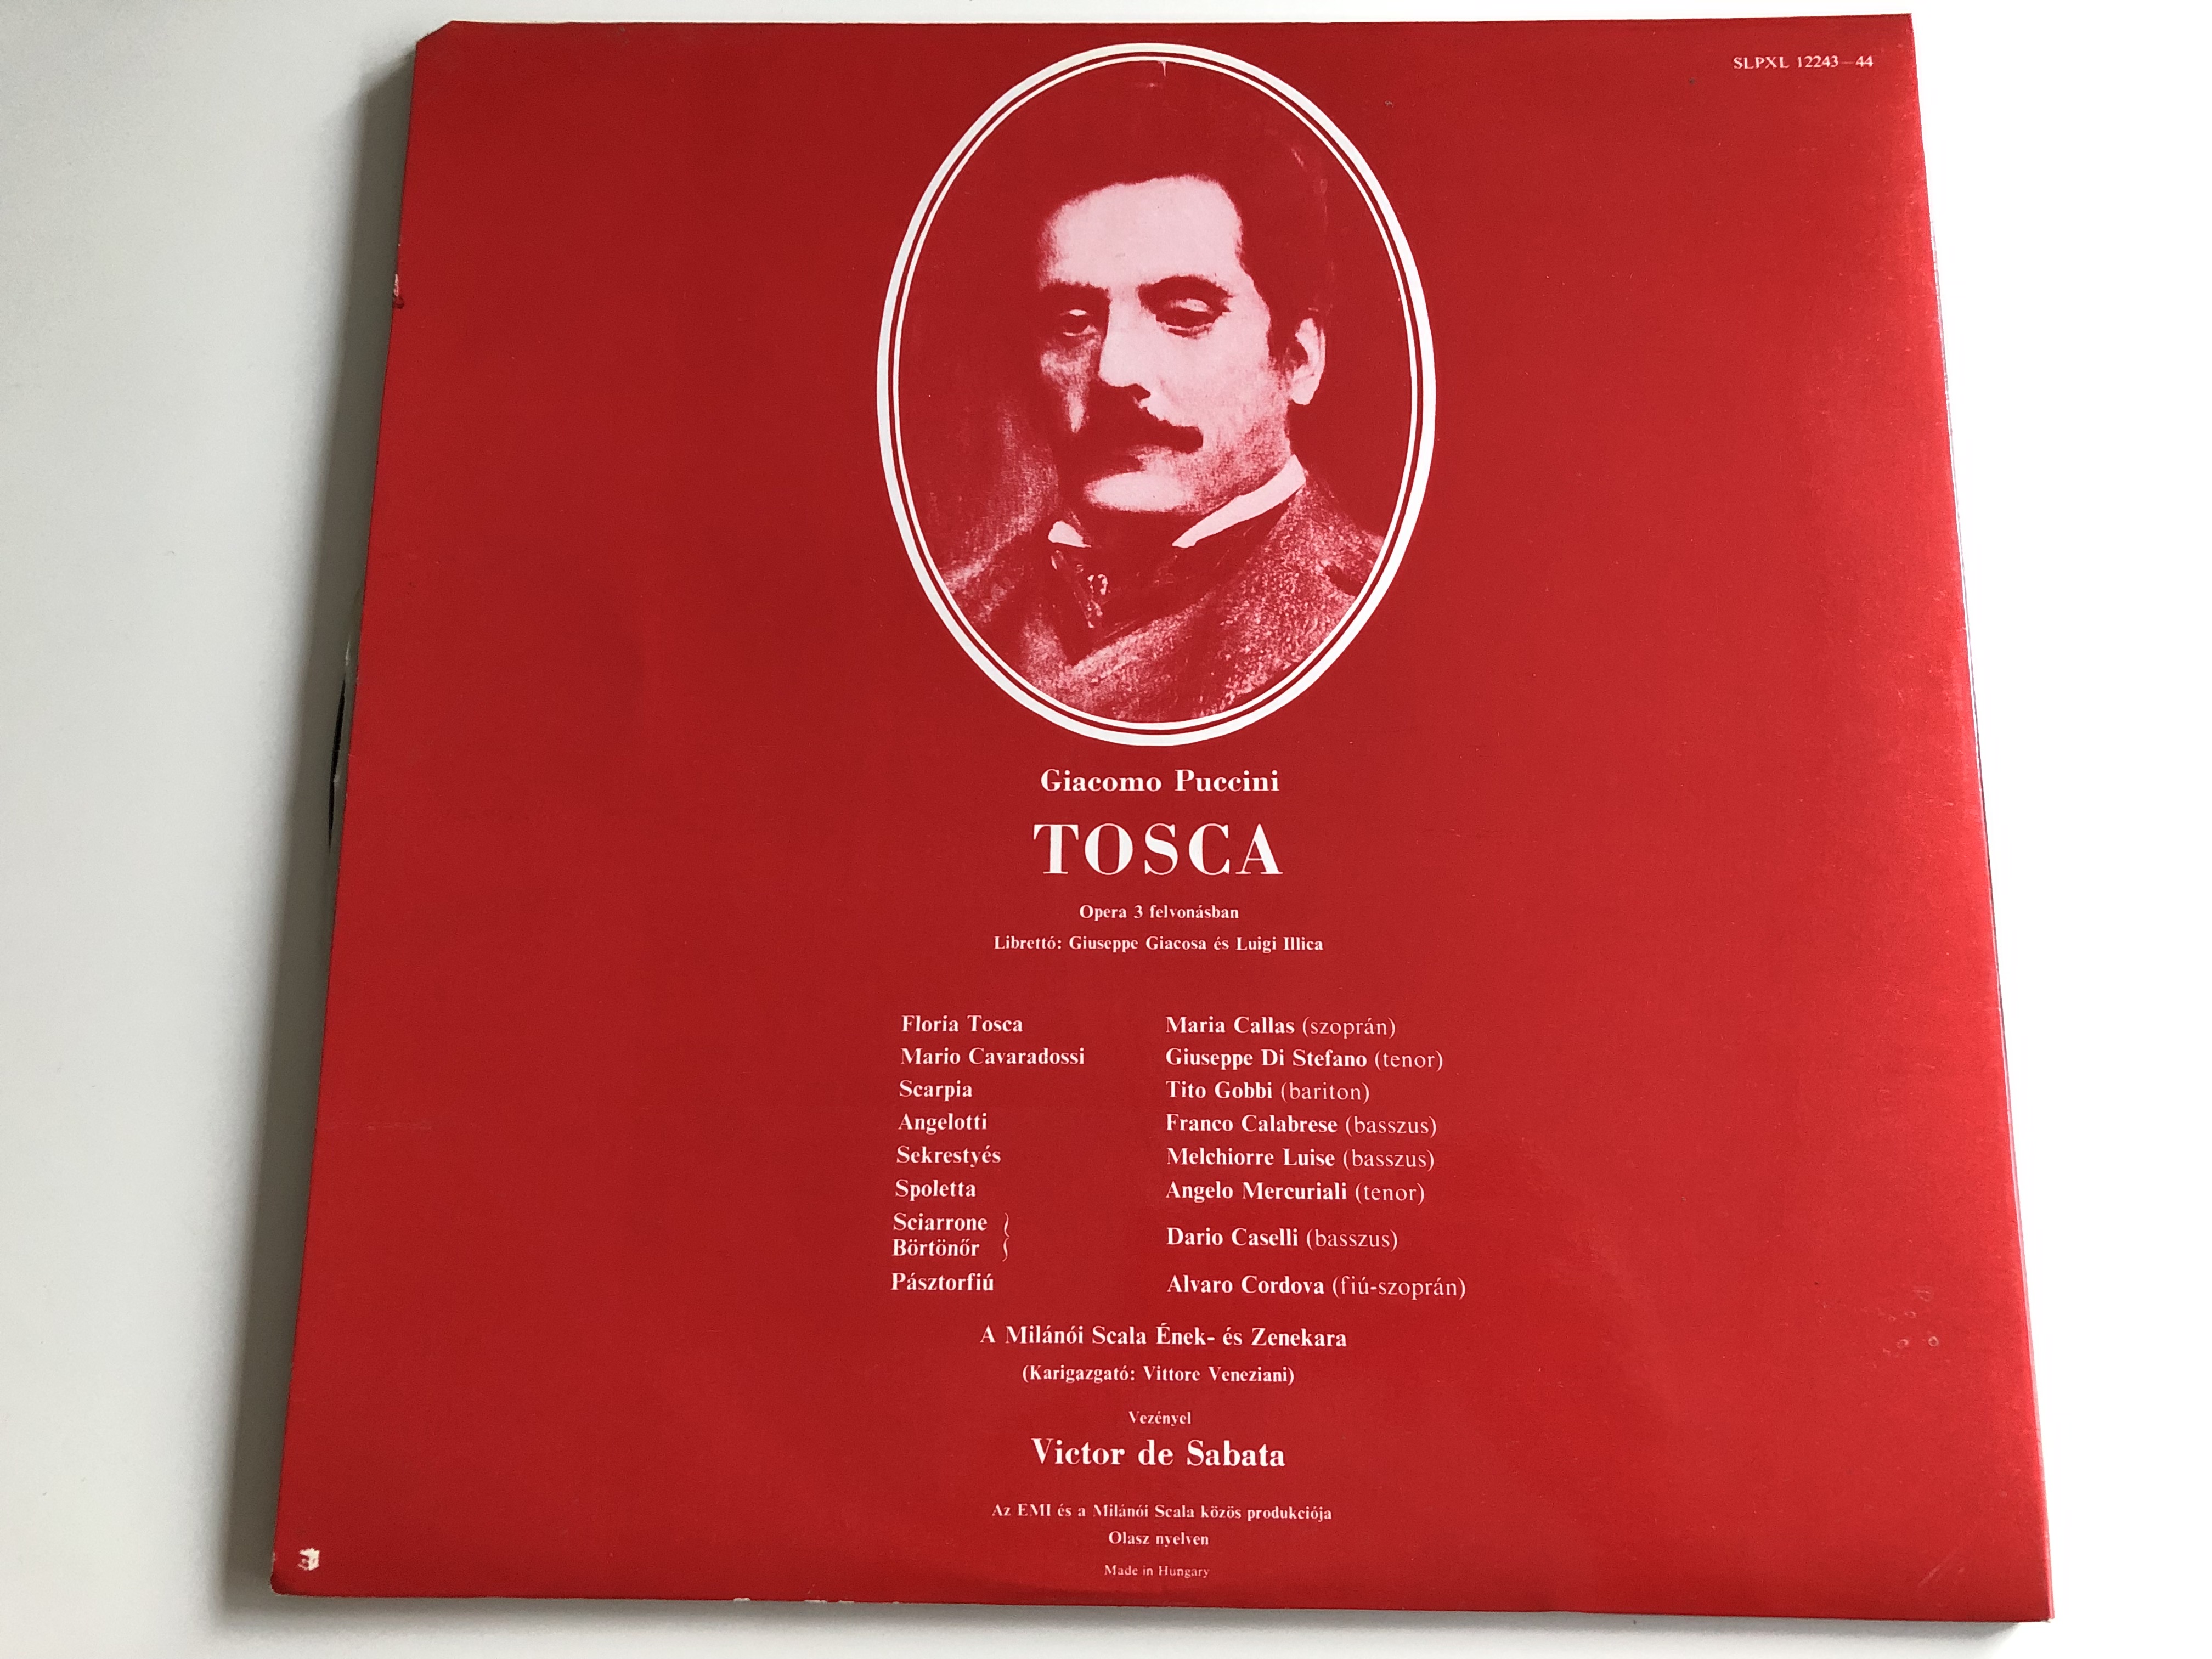 SLPXL 12243–44
Giacomo Puccini
TOSCA
Opera 3 felvonásban
Librettó: Giuseppe Giacosa és Luigi Illica
Floria Tosca Maria Callas (szoprán)
Mario Cavaradossi Giuseppe Di Stefano (tenor)
Scarpia Tito Gobbi (bariton)
Angelotti Franco Calabrese (basszus)
Sekrestyés Melchiorre Luise (basszus)
Spoletta Angelo Mercuriali (tenor)
Sciarrone
Börtönőr } Dario Caselli (basszus)
Pásztorfiú Alvaro Cordova (fiú-szoprán)
A Milánói Scala Ének- és Zenekara
(Karigazgató: Vittore Veneziani)
Vezényel
Victor de Sabata
Az EMI és a Milánói Scala közös produkciója
Olasz nyelven
Made in Hungary